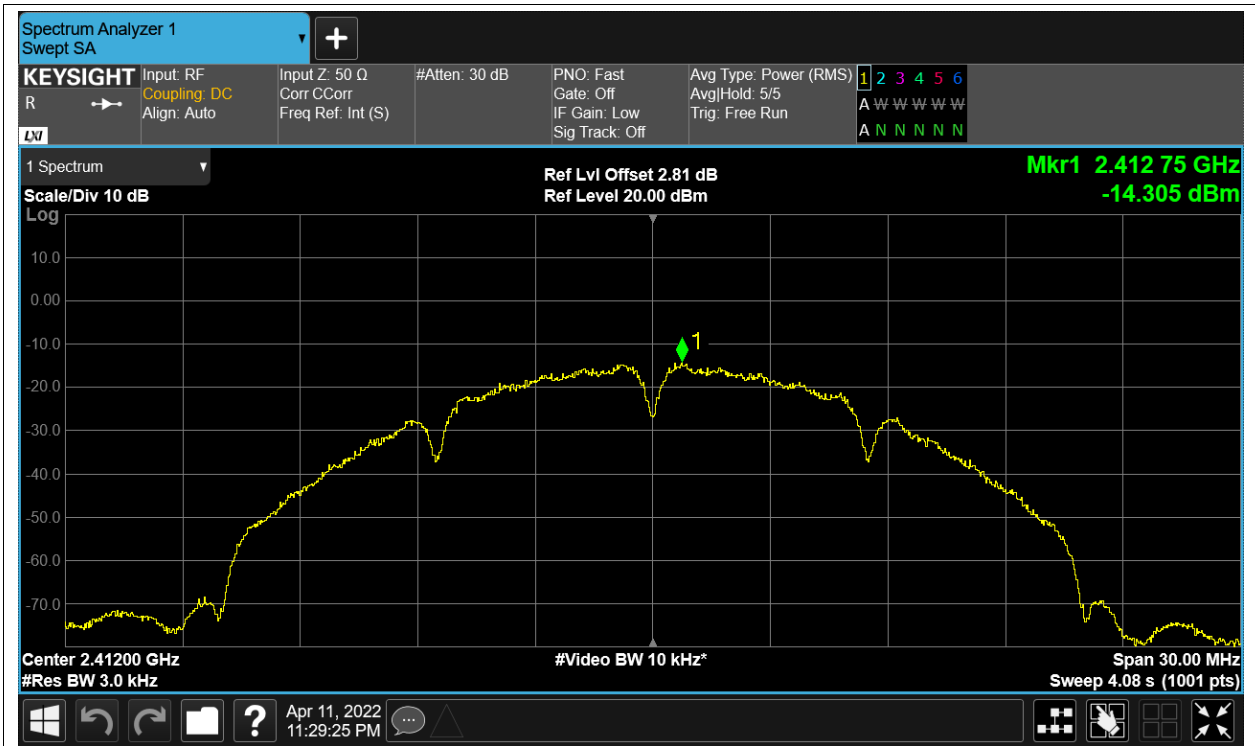 Spectrum Analyzer 1
Swept SA
KEYSIGHT
R
LXI
Input: RF
Coupling: DC
Align: Auto
Input Z: 50 Ω
Corr CCorr
Freq Ref: Int (S)
#Atten: 30 dB
PNO: Fast
Gate: Off
IF Gain: Low
Sig Track: Off
Avg Type: Power (RMS)
Avg|Hold: 5/5
Trig: Free Run
1 2 3 4 5 6
A W W W W W
A N N N N N
1 Spectrum
Scale/Div 10 dB
Ref Lvl Offset 2.81 dB
Ref Level 20.00 dBm
Mkr1 2.412 75 GHz
-14.305 dBm
Log
10.0
0.00
-10.0
1
-20.0
-30.0
-40.0
-50.0
-60.0
-70.0
Center 2.41200 GHz
#Res BW 3.0 kHz
#Video BW 10 kHz*
Span 30.00 MHz
Sweep 4.08 s (1001 pts)
?
Apr 11, 2022
11:29:25 PM